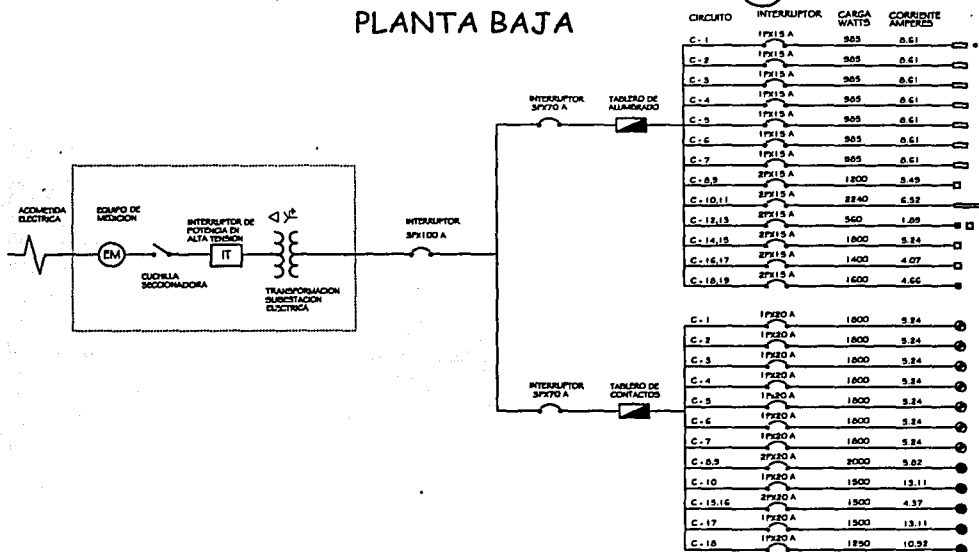 PLANTA BAJA
CIRCUITO INTERRUPTOR CARGA WATTS CORRIENTE AMPERES
C-1 1PX15 A 985 8.61
C-2 1PX15 A 985 8.61
C-3 1PX15 A 985 8.61
C-4 1PX15 A 985 8.61
C-5 1PX15 A 985 8.61
C-6 1PX15 A 985 8.61
C-7 1PX15 A 985 8.61
C-8,9 2PX15 A 1200 3.49
C-10,11 2PX15 A 2240 6.52
C-12,13 2PX15 A 560 1.89
C-14,15 2PX15 A 1800 5.24
C-16,17 2PX15 A 1400 4.07
C-18,19 2PX15 A 1600 4.66
INTERRUPTOR
3PX70 A
TABLERO DE
ALUMBRADO
ACOMETIDA
ELECTRICA
EQUIPO DE
MEDICION
EM
CUCHILLA
SECCIONADORA
INTERRUPTOR DE
POTENCIA EN
ALTA TENSION
IT
TRANSFORMACION
SUBESTACION
ELECTRICA
INTERRUPTOR
3PX100 A
INTERRUPTOR
3PX70 A
TABLERO DE
CONTACTOS
C-1 1PX20 A 1800 5.24
C-2 1PX20 A 1800 5.24
C-3 1PX20 A 1800 5.24
C-4 1PX20 A 1800 5.24
C-5 1PX20 A 1800 5.24
C-6 1PX20 A 1800 5.24
C-7 1PX20 A 1800 5.24
C-8,9 2PX20 A 2000 5.82
C-10 1PX20 A 1500 13.11
C-15,16 2PX20 A 1500 4.37
C-17 1PX20 A 1500 13.11
C-18 1PX20 A 1250 10.92